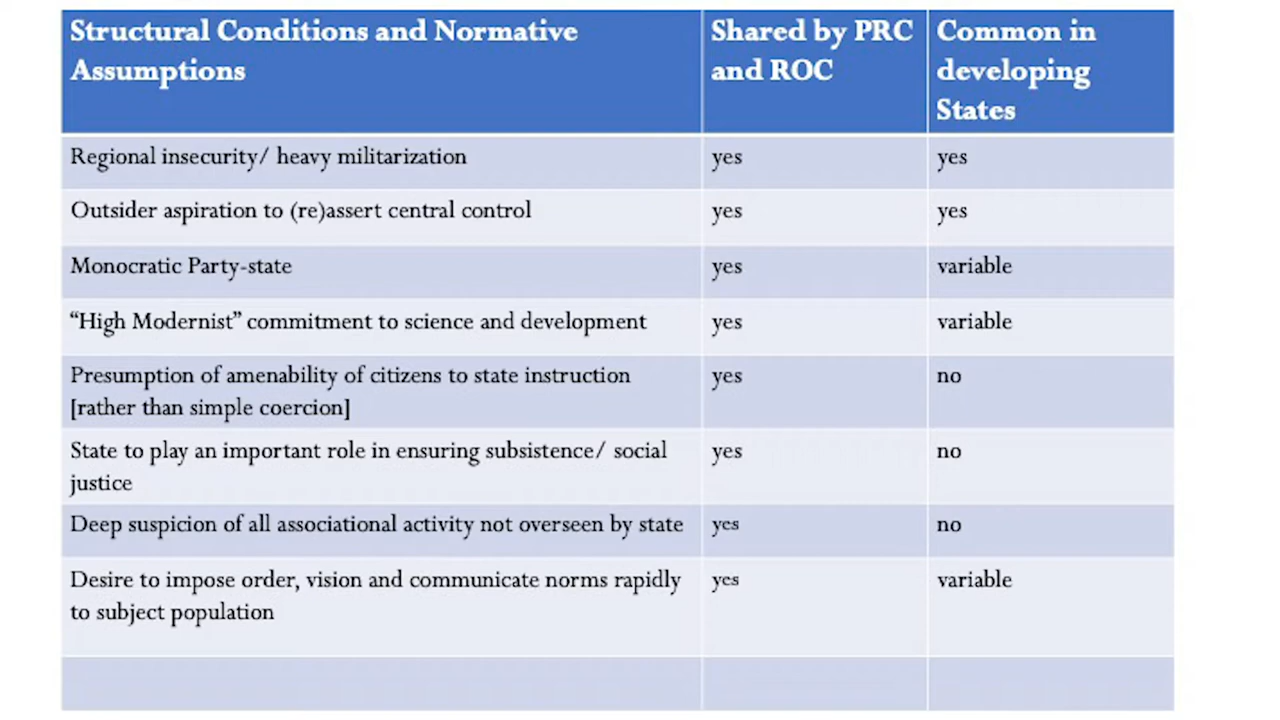 Structural Conditions and Normative Shared by PRC Common in
Assumptions and ROC developing
States
Regional insecurity/ heavy militarization yes yes
Outsider aspiration to (re)assert central control yes yes
Monocratic Party-state yes variable
“High Modernist” commitment to science and development yes variable
Presumption of amenability of citizens to state instruction yes no
[rather than simple coercion]
State to play an important role in ensuring subsistence/ social yes no
justice
Deep suspicion of all associational activity not overseen by state yes no
Desire to impose order, vision and communicate norms rapidly yes variable
to subject population